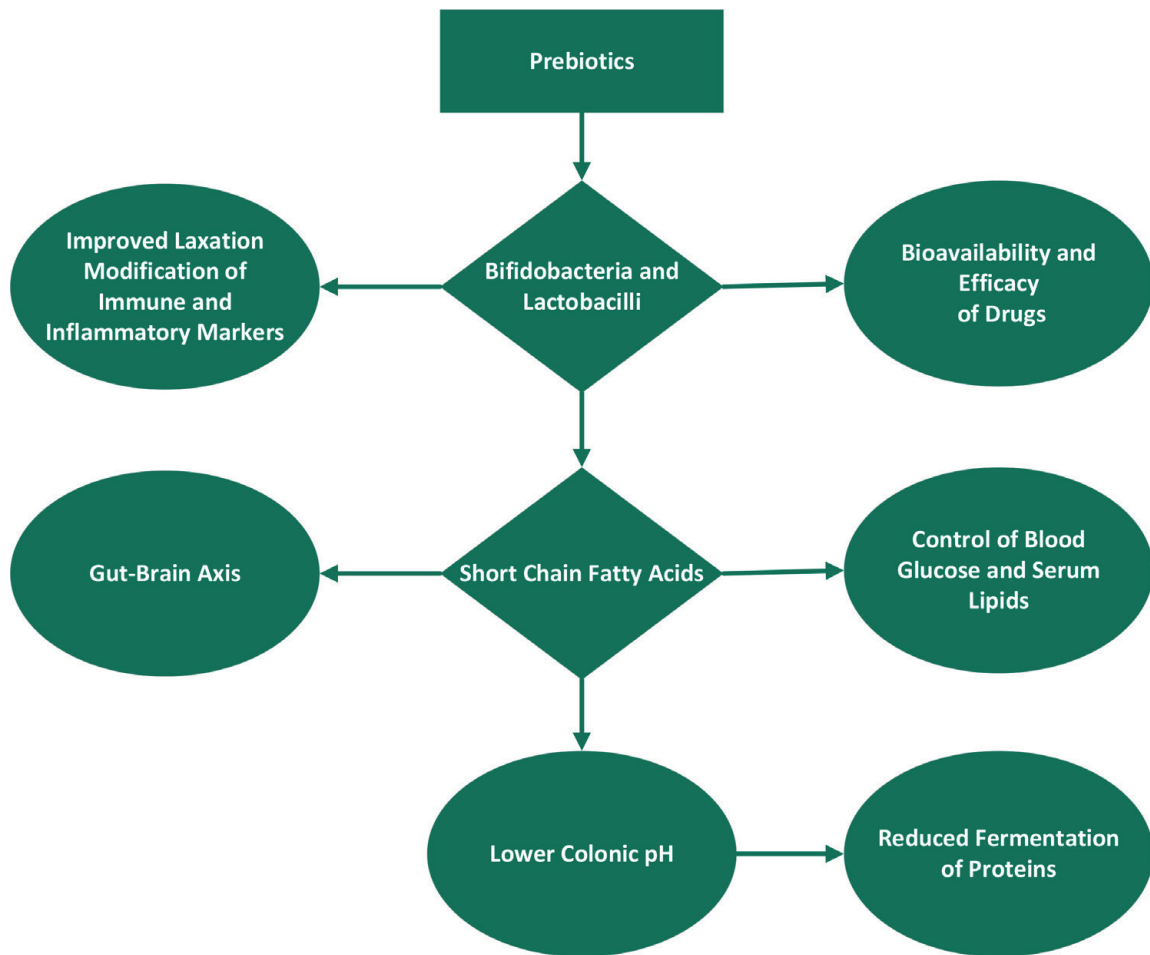 Prebiotics
Improved Laxation
Modification of
Immune and
Inflammatory Markers
Bifidobacteria and
Lactobacilli
Bioavailability and
Efficacy
of Drugs
Gut-Brain Axis
Short Chain Fatty Acids
Control of Blood
Glucose and Serum
Lipids
Lower Colonic pH
Reduced Fermentation
of Proteins